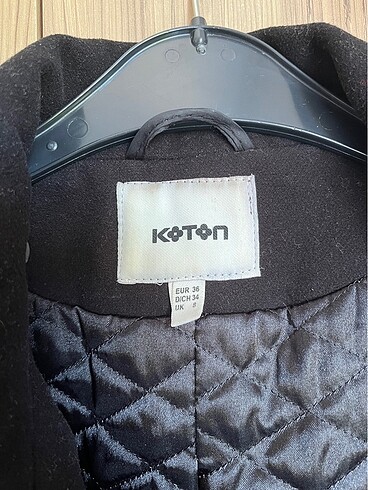 KOTON
EUR 36
D/CH 34
UK 8